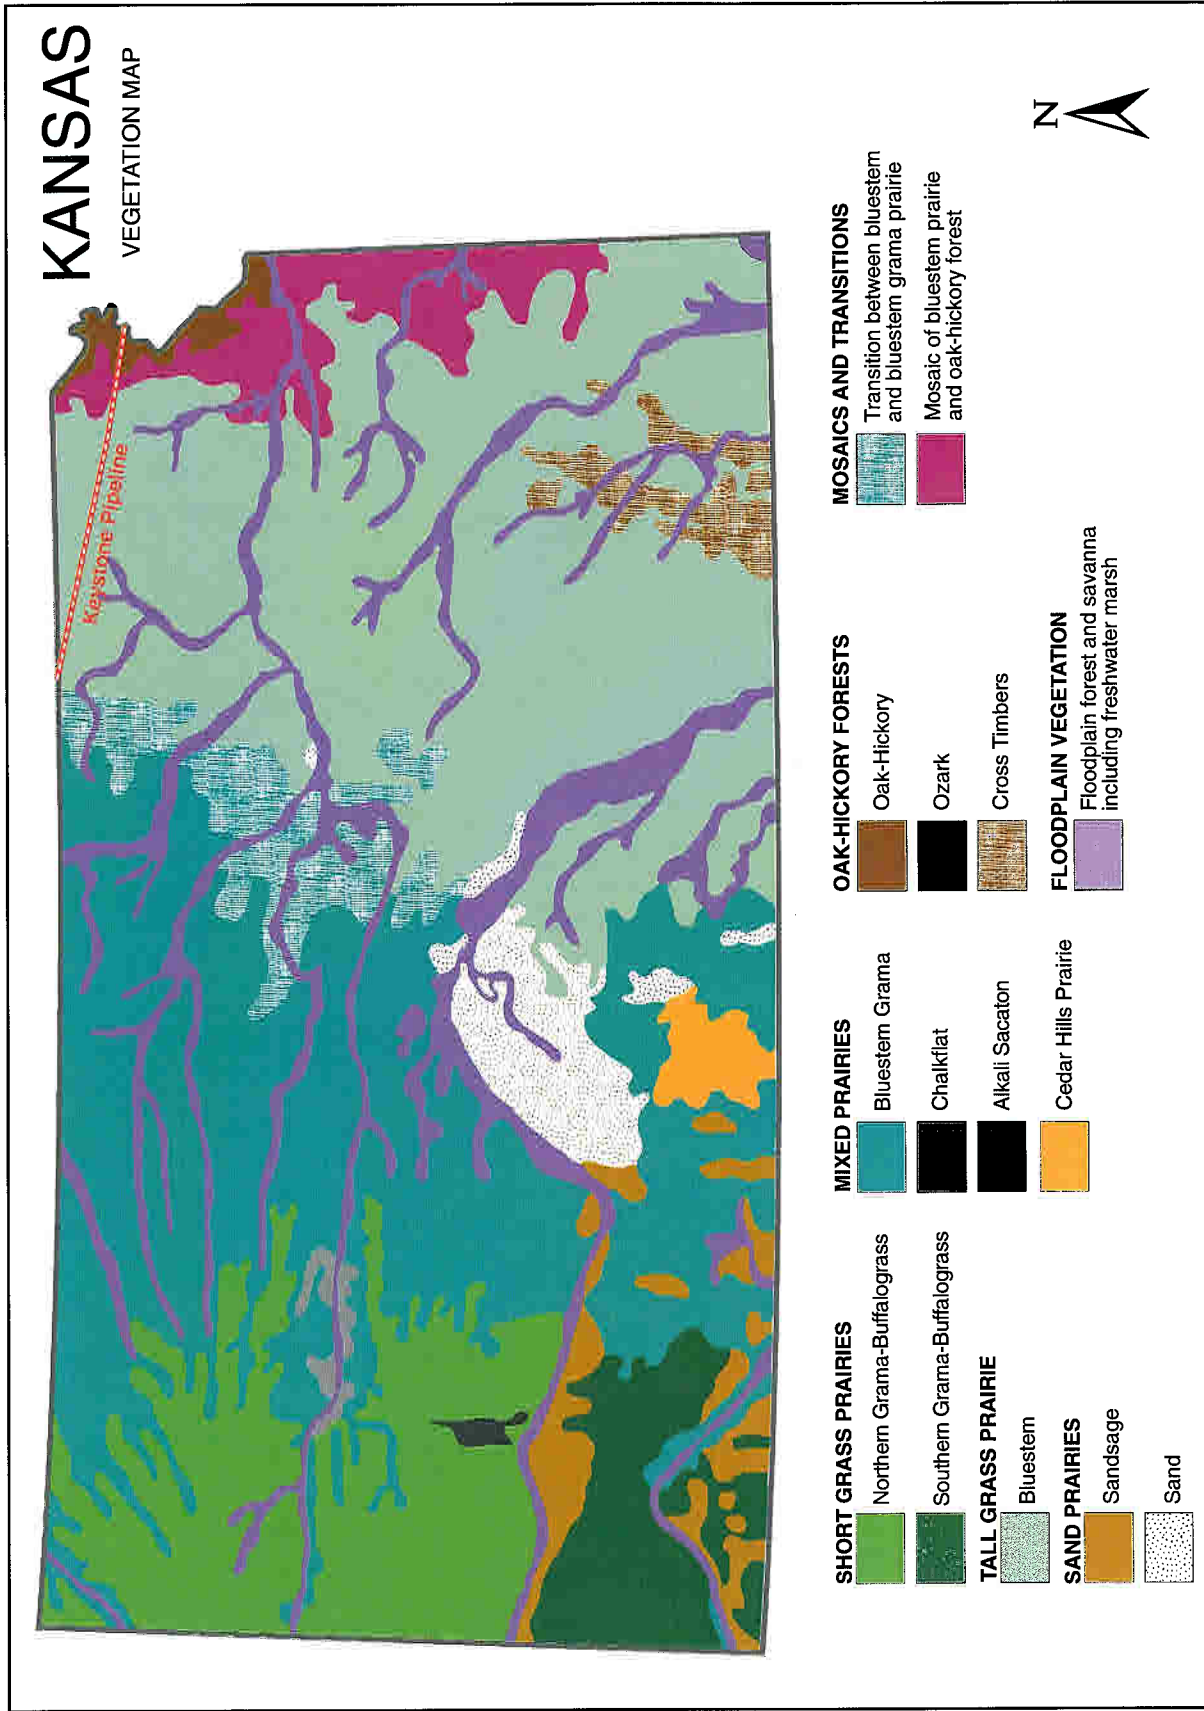 KANSAS
VEGETATION MAP
Keystone Pipeline
N
SHORT GRASS PRAIRIES
Northern Grama-Buffalograss
Southern Grama-Buffalograss
TALL GRASS PRAIRIE
Bluestem
SAND PRAIRIES
Sandsage
Sand
MIXED PRAIRIES
Bluestem Grama
Chalkflat
Alkali Sacaton
Cedar Hills Prairie
OAK-HICKORY FORESTS
Oak-Hickory
Ozark
Cross Timbers
FLOODPLAIN VEGETATION
Floodplain forest and savanna
including freshwater marsh
MOSAICS AND TRANSITIONS
Transition between bluestem
and bluestem grama prairie
Mosaic of bluestem prairie
and oak-hickory forest